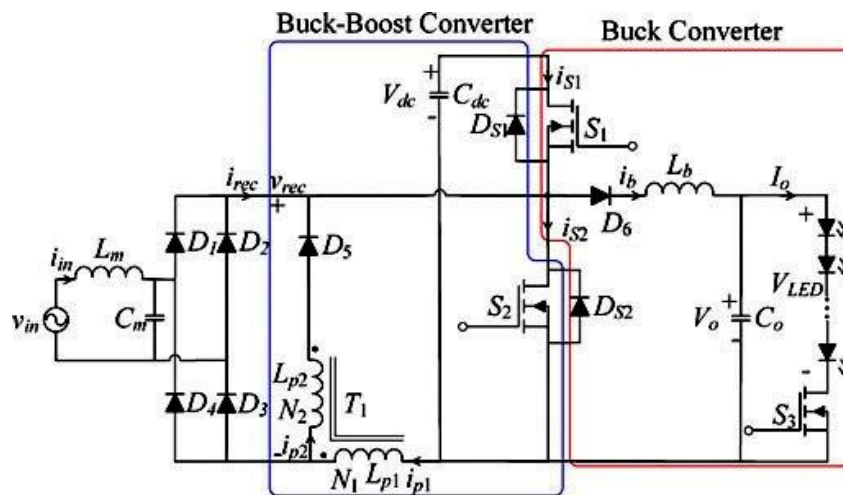 Buck-Boost Converter
Buck Converter
+
V_dc
-
C_dc
i_S1
D_S1
S_1
i_rec
v_rec
+
i_b
L_b
I_o
D_6
+
i_S2
D_1
D_2
D_5
L_m
i_in
C_m
v_in
S_2
D_S2
V_LED
V_o
+
-
C_o
L_p2
N_2
T_1
D_4
D_3
i_p2
-
N_1
L_p1
i_p1
-
S_3